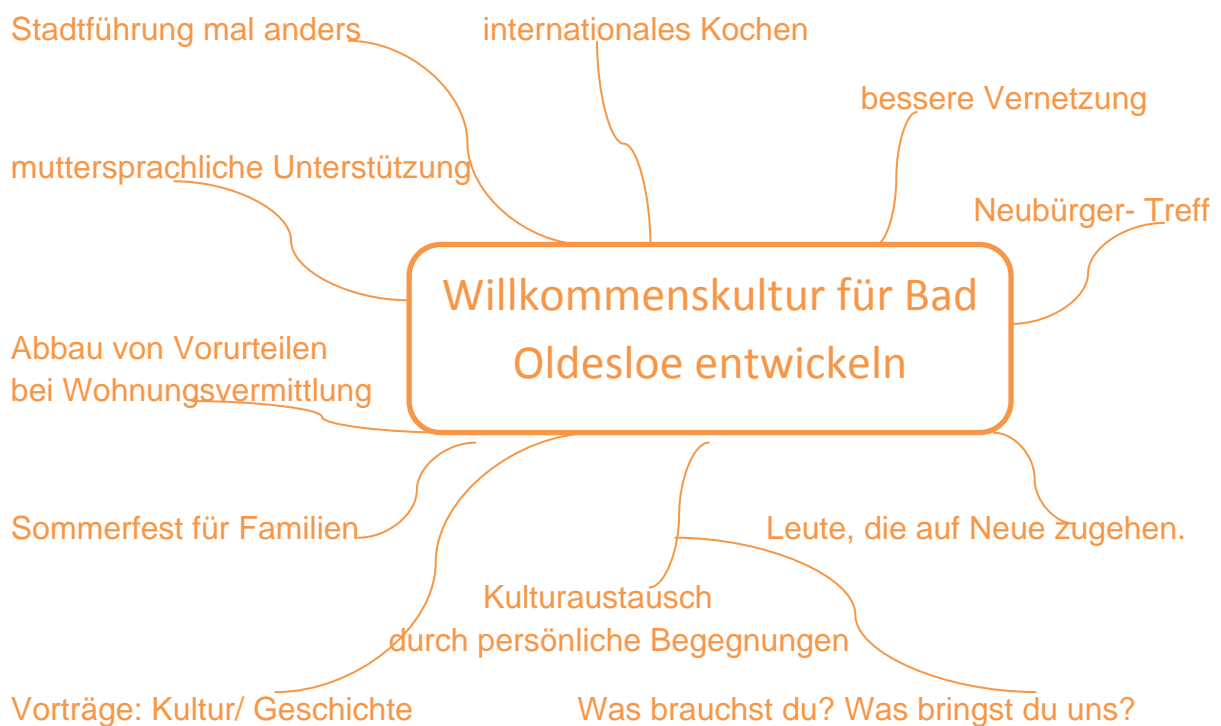 Stadtführung mal anders
internationales Kochen
bessere Vernetzung
muttersprachliche Unterstützung
Neubürger- Treff
Willkommenskultur für Bad
Oldesloe entwickeln
Abbau von Vorurteilen
bei Wohnungsvermittlung
Sommerfest für Familien
Leute, die auf Neue zugehen.
Kulturaustausch
durch persönliche Begegnungen
Vorträge: Kultur/ Geschichte
Was brauchst du? Was bringst du uns?